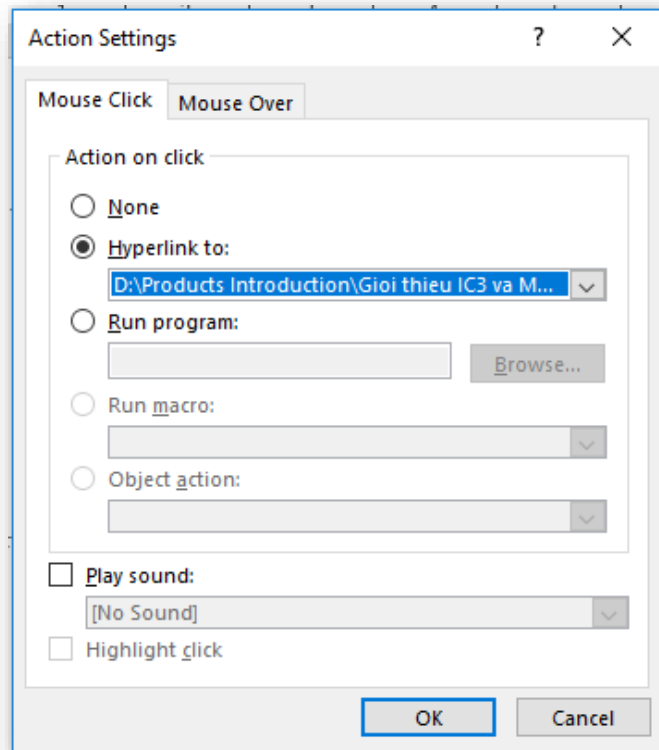 Action Settings ? X
Mouse Click Mouse Over
Action on click
None
Hyperlink to:
D:\Products Introduction\Gioi thieu IC3 va M...
Run program:
Browse...
Run macro:
Object action:
Play sound:
[No Sound]
Highlight click
OK Cancel